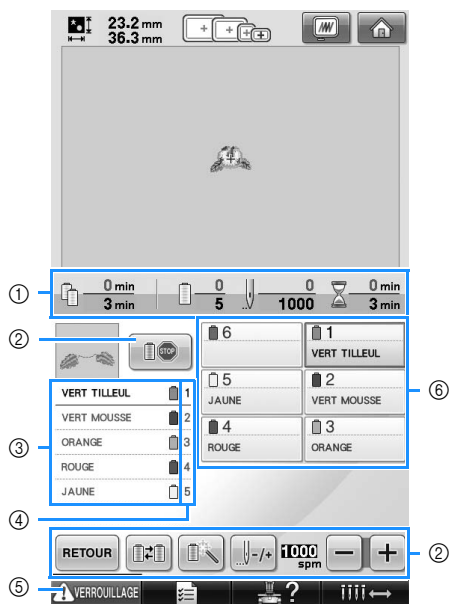 23.2 mm
36.3 mm
① 0 min 0 0 0 min
3 min 5 1000 3 min
② STOP
6 1
VERT TILLEUL
5 2
JAUNE VERT MOUSSE
4 3
ROUGE ORANGE
⑥
③
VERT TILLEUL 1
VERT MOUSSE 2
ORANGE 3
ROUGE 4
JAUNE 5
④
RETOUR -/+ 1000 spm − + ②
⑤ VERROUILLAGE ?